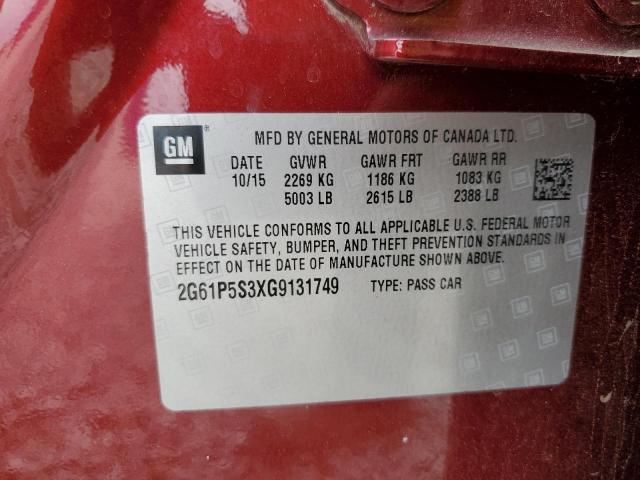 GM
MFD BY GENERAL MOTORS OF CANADA LTD.
DATE GVWR GAWR FRT GAWR RR
10/15 2269 KG 1186 KG 1083 KG
5003 LB 2615 LB 2388 LB
THIS VEHICLE CONFORMS TO ALL APPLICABLE U.S. FEDERAL MOTOR
VEHICLE SAFETY, BUMPER, AND THEFT PREVENTION STANDARDS IN
EFFECT ON THE DATE OF MANUFACTURE SHOWN ABOVE.
2G61P5S3XG9131749 TYPE: PASS CAR